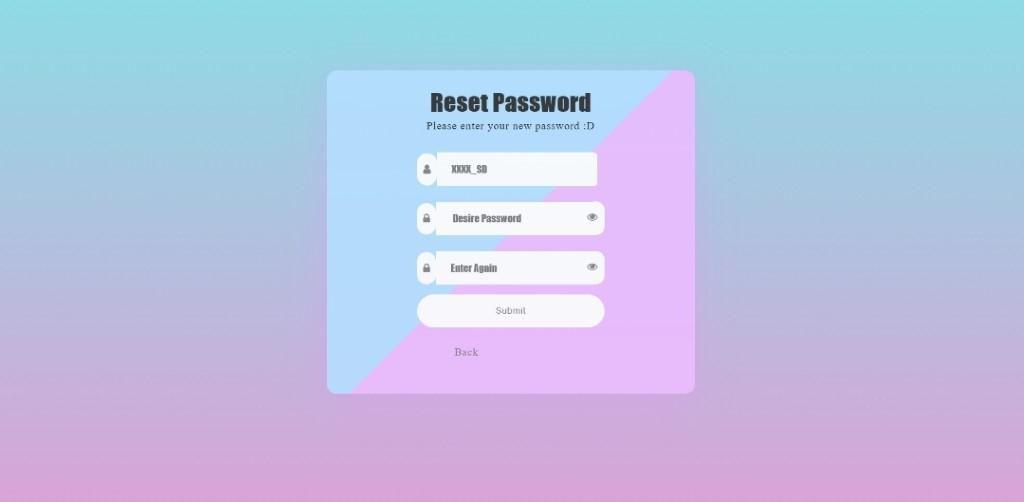 Reset Password
Please enter your new password :D
XXXX_SD
Desire Password
Enter Again
Submit
Back